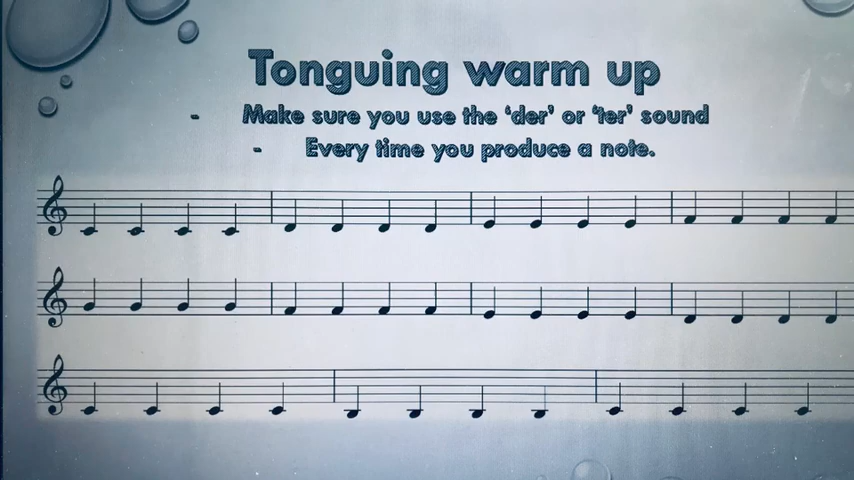 Tonguing warm up
- Make sure you use the ‘der’ or ‘ter’ sound
- Every time you produce a note.